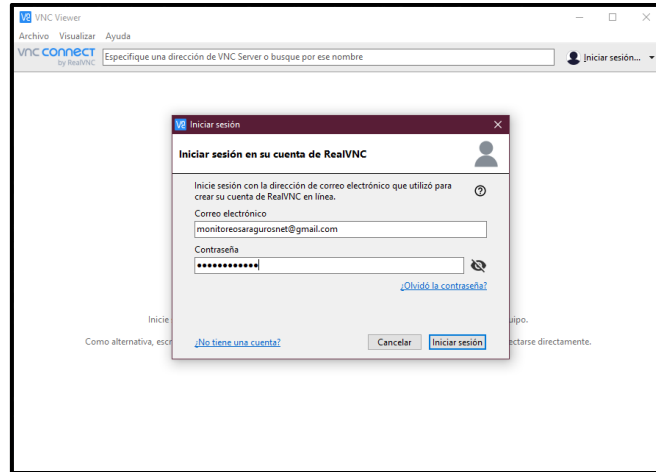 VNC Viewer
Archivo Visualizar Ayuda
VNC CONNECT
by RealVNC
Especifique una dirección de VNC Server o busque por ese nombre
Iniciar sesión...
Iniciar sesión
Iniciar sesión en su cuenta de RealVNC
Inicie sesión con la dirección de correo electrónico que utilizó para
crear su cuenta de RealVNC en línea.
Correo electrónico
monitoreosaragurosnet@gmail.com
Contraseña
••••••••••••
¿Olvidó la contraseña?
Inicie
uipo.
Como alternativa, escr
ectarse directamente.
¿No tiene una cuenta?
Cancelar
Iniciar sesión